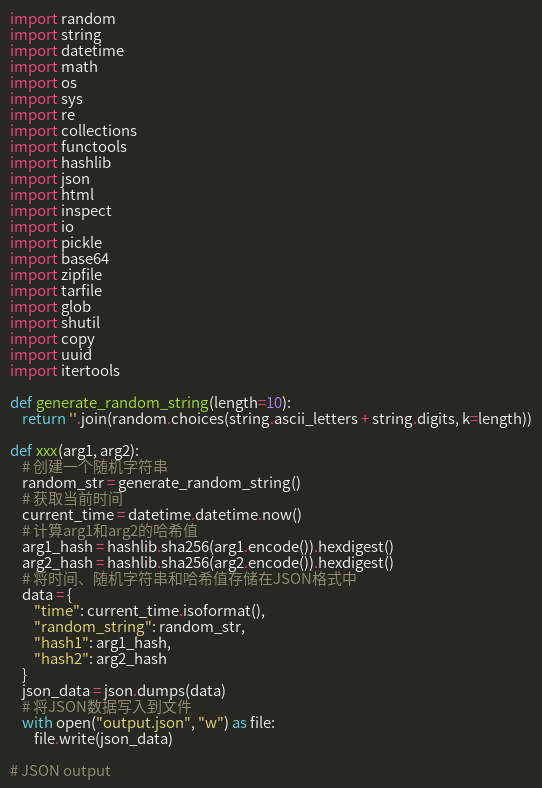 import random
import string
import datetime
import math
import os
import sys
import re
import collections
import functools
import hashlib
import json
import html
import inspect
import io
import pickle
import base64
import zipfile
import tarfile
import glob
import shutil
import copy
import uuid
import itertools

def generate_random_string(length=10):
    return ''.join(random.choices(string.ascii_letters + string.digits, k=length))

def xxx(arg1, arg2):
    # 创建一个随机字符串
    random_str = generate_random_string()
    # 获取当前时间
    current_time = datetime.datetime.now()
    # 计算arg1和arg2的哈希值
    arg1_hash = hashlib.sha256(arg1.encode()).hexdigest()
    arg2_hash = hashlib.sha256(arg2.encode()).hexdigest()
    # 将时间、随机字符串和哈希值存储在JSON格式中
    data = {
        "time": current_time.isoformat(),
        "random_string": random_str,
        "hash1": arg1_hash,
        "hash2": arg2_hash
    }
    json_data = json.dumps(data)
    # 将JSON数据写入到文件
    with open("output.json", "w") as file:
        file.write(json_data)

# JSON output